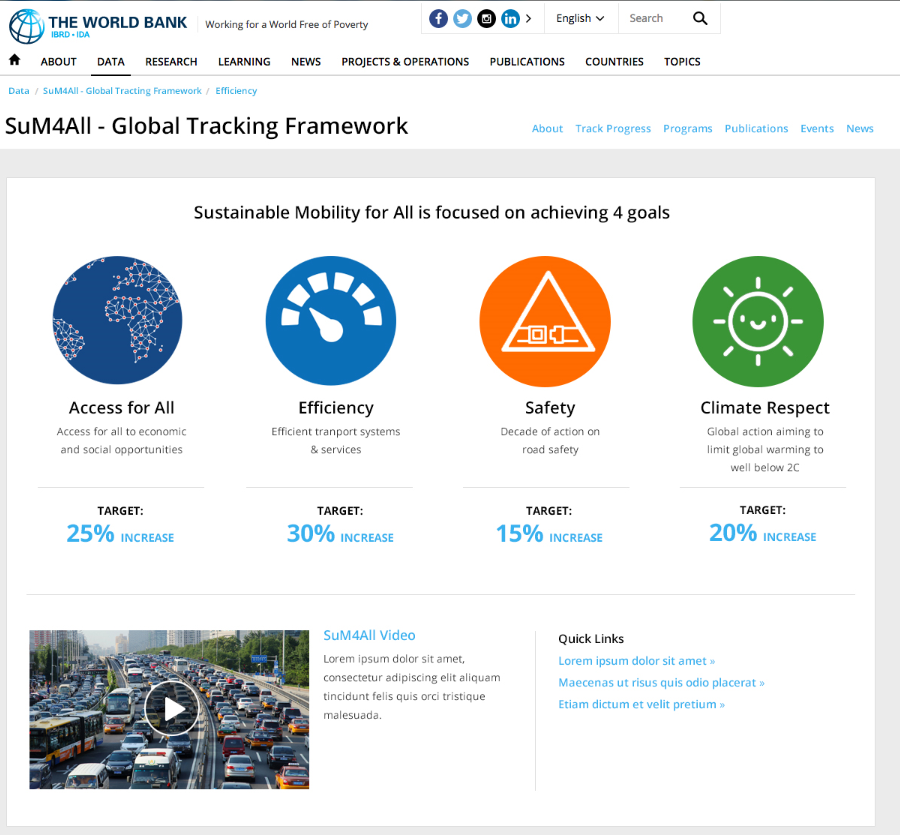 THE WORLD BANK
IBRD • IDA
Working for a World Free of Poverty
English
Search
ABOUT DATA RESEARCH LEARNING NEWS PROJECTS & OPERATIONS PUBLICATIONS COUNTRIES TOPICS
Data / SuM4All - Global Tracting Framework / Efficiency
SuM4All - Global Tracking Framework
About Track Progress Programs Publications Events News
Sustainable Mobility for All is focused on achieving 4 goals
Access for All
Access for all to economic
and social opportunities
TARGET:
25% INCREASE
Efficiency
Efficient tranport systems
& services
TARGET:
30% INCREASE
Safety
Decade of action on
road safety
TARGET:
15% INCREASE
Climate Respect
Global action aiming to
limit global warming to
well below 2C
TARGET:
20% INCREASE
SuM4All Video
Lorem ipsum dolor sit amet,
consectetur adipiscing elit aliquam
tincidunt felis quis orci tristique
malesuada.
Quick Links
Lorem ipsum dolor sit amet »
Maecenas ut risus quis odio placerat »
Etiam dictum et velit pretium »